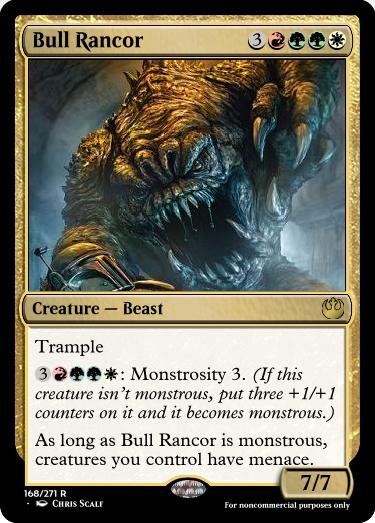 Bull Rancor 3
Creature — Beast
Trample
3: Monstrosity 3. (If this
creature isn't monstrous, put three +1/+1
counters on it and it becomes monstrous.)
As long as Bull Rancor is monstrous,
creatures you control have menace.
7/7
168/271 R
· Chris Scalf
For noncommercial purposes only